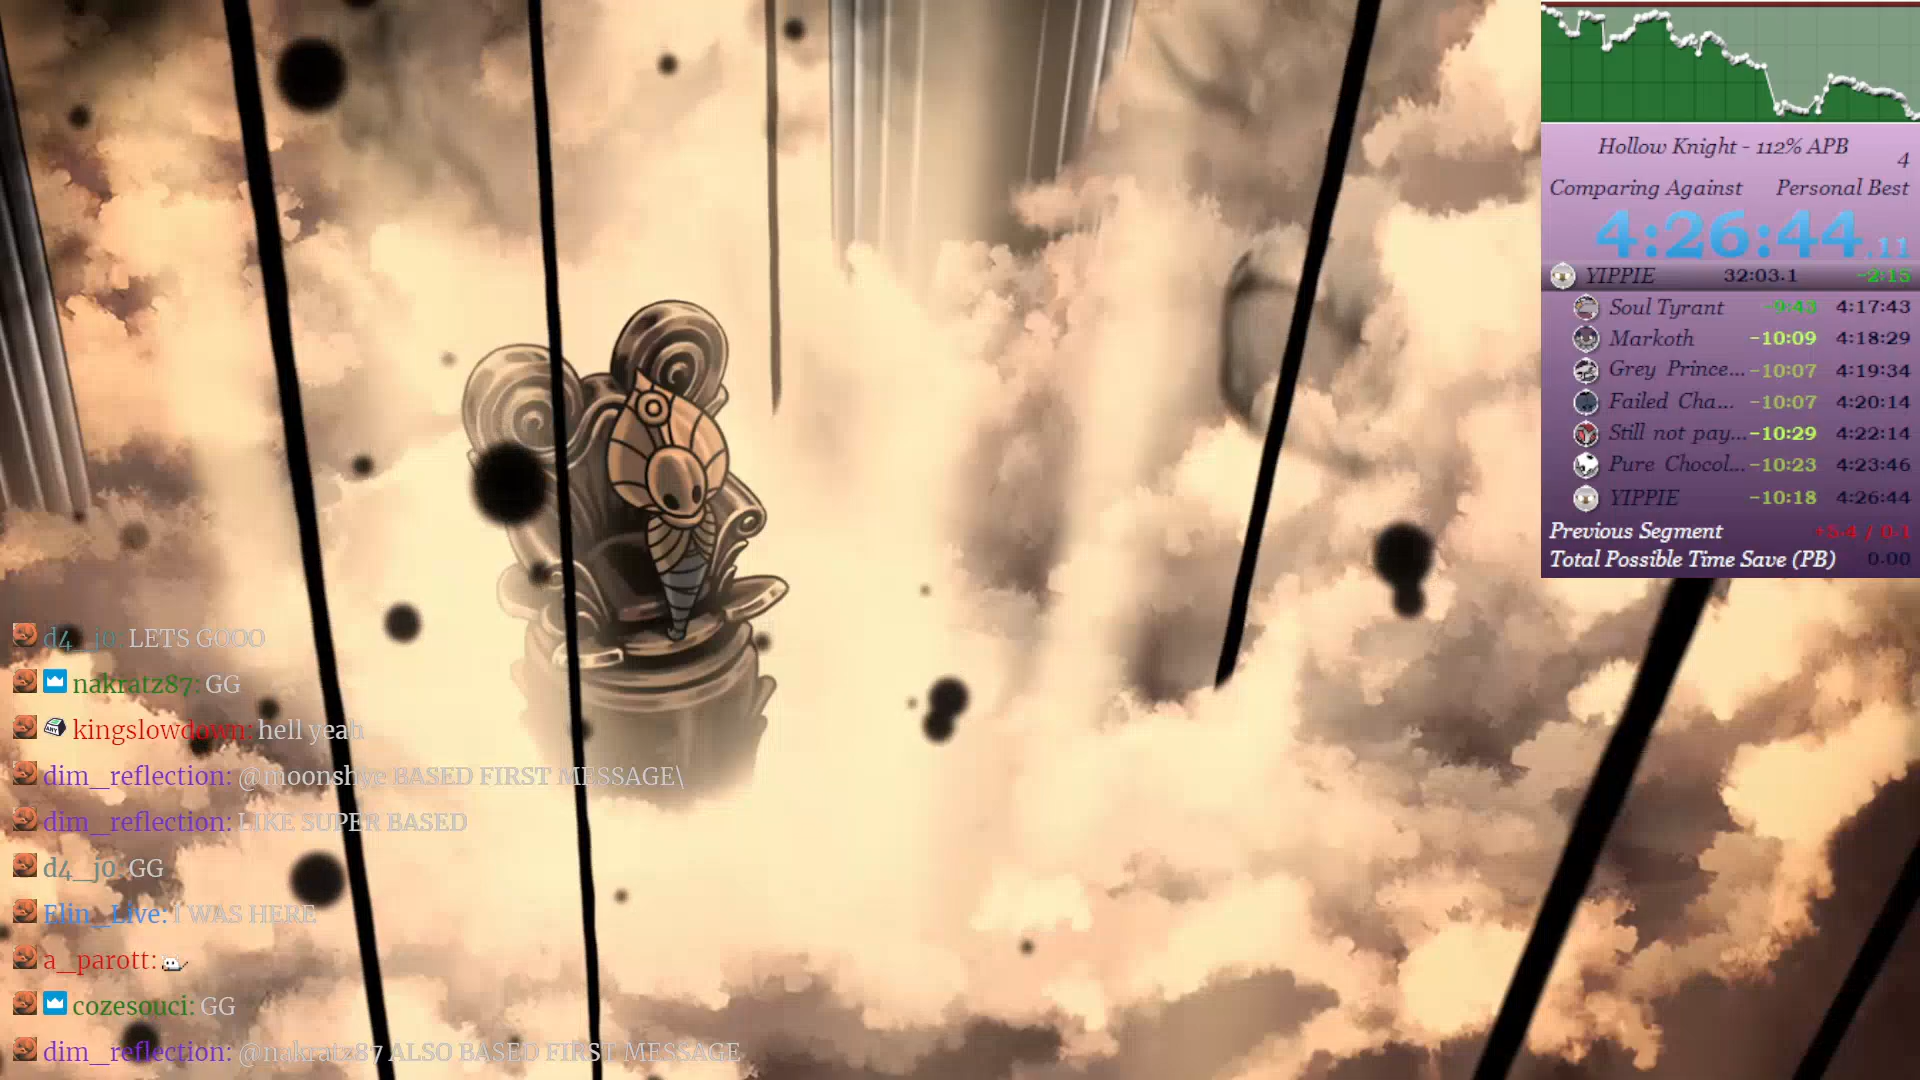 Hollow Knight - 112% APB
4
Comparing Against Personal Best
4:26:44.11
YIPPIE 32:03.1 -2:15
Soul Tyrant -9:43 4:17:43
Markoth -10:09 4:18:29
Grey Prince... -10:07 4:19:34
Failed Cha... -10:07 4:20:14
Still not pay... -10:29 4:22:14
Pure Chocol... -10:23 4:23:46
YIPPIE -10:18 4:26:44
Previous Segment +5.4 / 0.1
Total Possible Time Save (PB) 0.00
d4_j0: LETS GOOO
nakratz87: GG
kingslowdown: hell yeah
dim_reflection: @moonshye BASED FIRST MESSAGE\
dim_reflection: LIKE SUPER BASED
d4_j0: GG
Elin_Live: I WAS HERE
a_parott:
cozesouci: GG
dim_reflection: @nakratz87 ALSO BASED FIRST MESSAGE